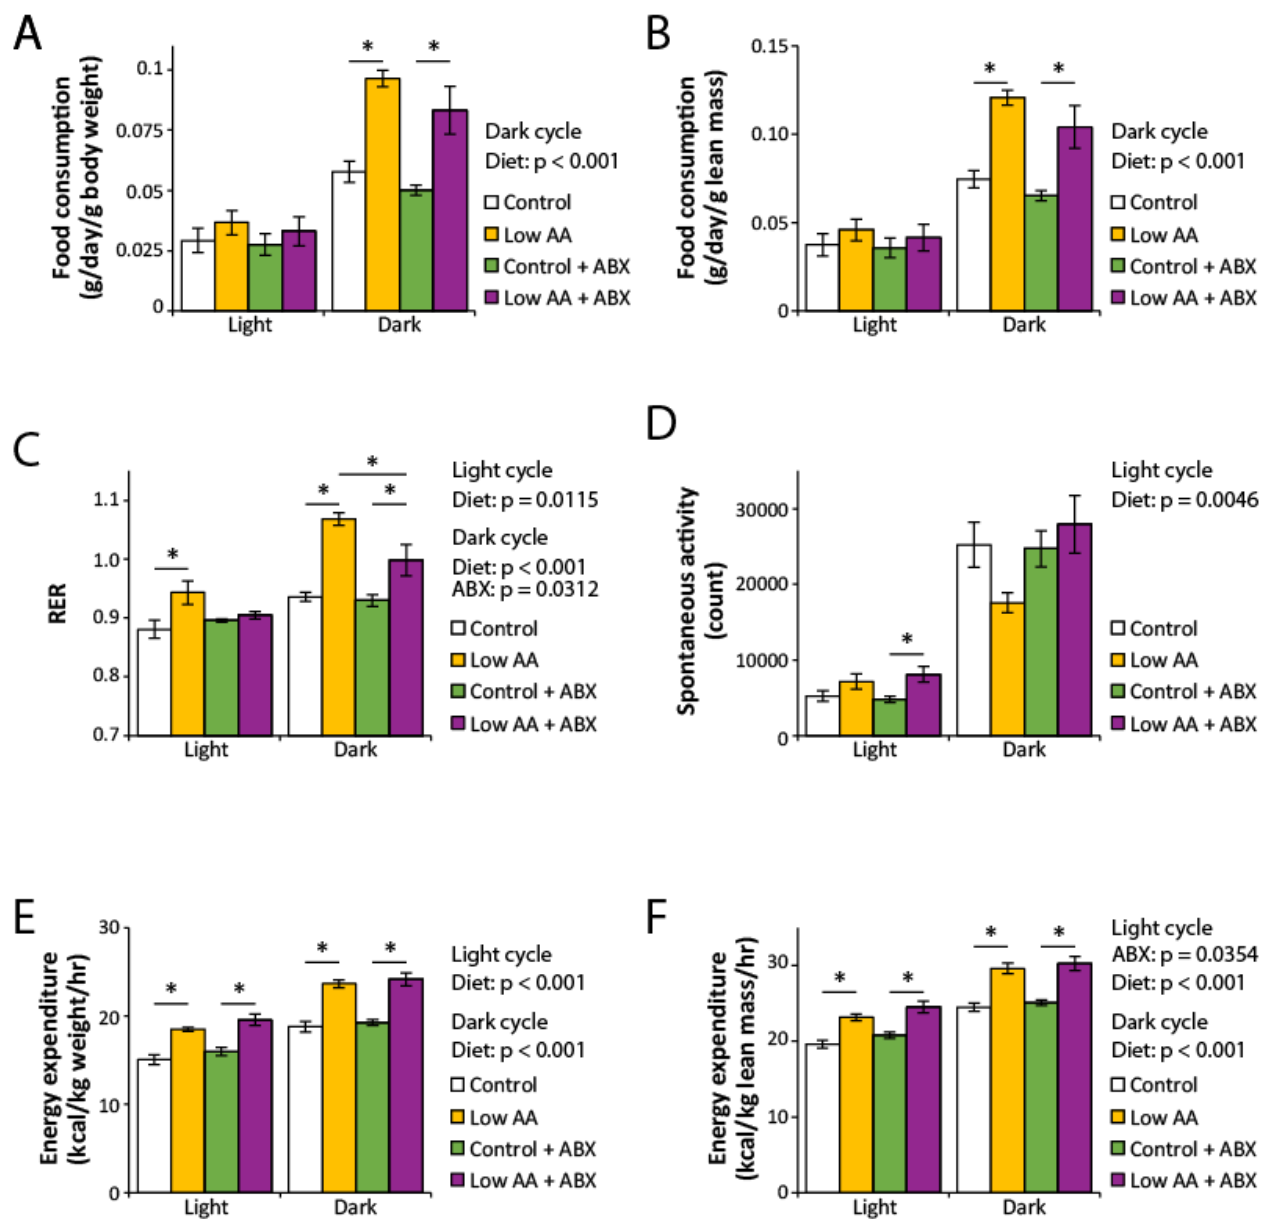 A
Food consumption
(g/day/g body weight)
0.1
0.075
0.05
0.025
0
* *
Light Dark
Dark cycle
Diet: p < 0.001
Control
Low AA
Control + ABX
Low AA + ABX
B
Food consumption
(g/day/g lean mass)
0.15
0.10
0.05
0
* *
Light Dark
Dark cycle
Diet: p < 0.001
Control
Low AA
Control + ABX
Low AA + ABX
C
RER
1.1
1.0
0.9
0.8
0.7
*
* * *
Light Dark
Light cycle
Diet: p = 0.0115
Dark cycle
Diet: p < 0.001
ABX: p = 0.0312
Control
Low AA
Control + ABX
Low AA + ABX
D
Spontaneous activity
(count)
30000
20000
10000
0
*
Light Dark
Light cycle
Diet: p = 0.0046
Control
Low AA
Control + ABX
Low AA + ABX
E
Energy expenditure
(kcal/kg weight/hr)
30
20
10
0
* * * *
Light Dark
Light cycle
Diet: p < 0.001
Dark cycle
Diet: p < 0.001
Control
Low AA
Control + ABX
Low AA + ABX
F
Energy expenditure
(kcal/kg lean mass/hr)
30
20
10
0
* * * *
Light Dark
Light cycle
ABX: p = 0.0354
Diet: p < 0.001
Dark cycle
Diet: p < 0.001
Control
Low AA
Control + ABX
Low AA + ABX